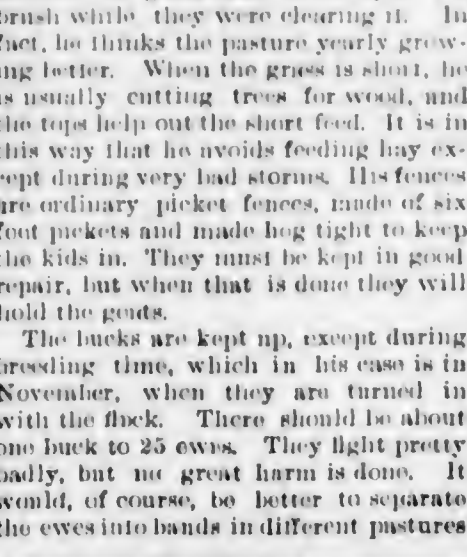 brush while they were clearing it. In
fact, he thinks the pasture yearly grow-
ing better. When the grass is short, he
is usually cutting trees for wood, and
the tops help out the short feed. It is in
this way that he avoids feeding hay ex-
cept during very bad storms. His fences
are ordinary picket fences, made of six
foot pickets and made hog tight to keep
the kids in. They must be kept in good
repair, but when that is done they will
hold the goats.
The bucks are kept up, except during
breeding time, which in his case is in
November, when they are turned in
with the flock. There should be about
one buck to 25 ewes. They fight pretty
badly, but no great harm is done. It
would, of course, be better to separate
the ewes into bands in different pastures